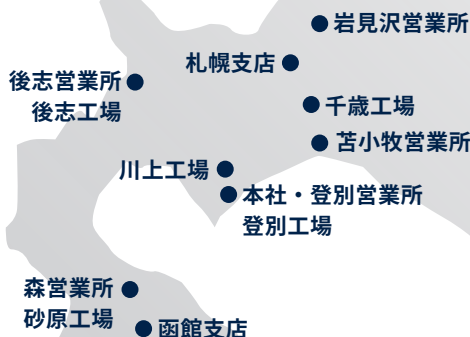 岩見沢営業所
札幌支店
後志営業所
後志工場
千歳工場
苫小牧営業所
川上工場
本社・登別営業所
登別工場
森営業所
砂原工場
函館支店